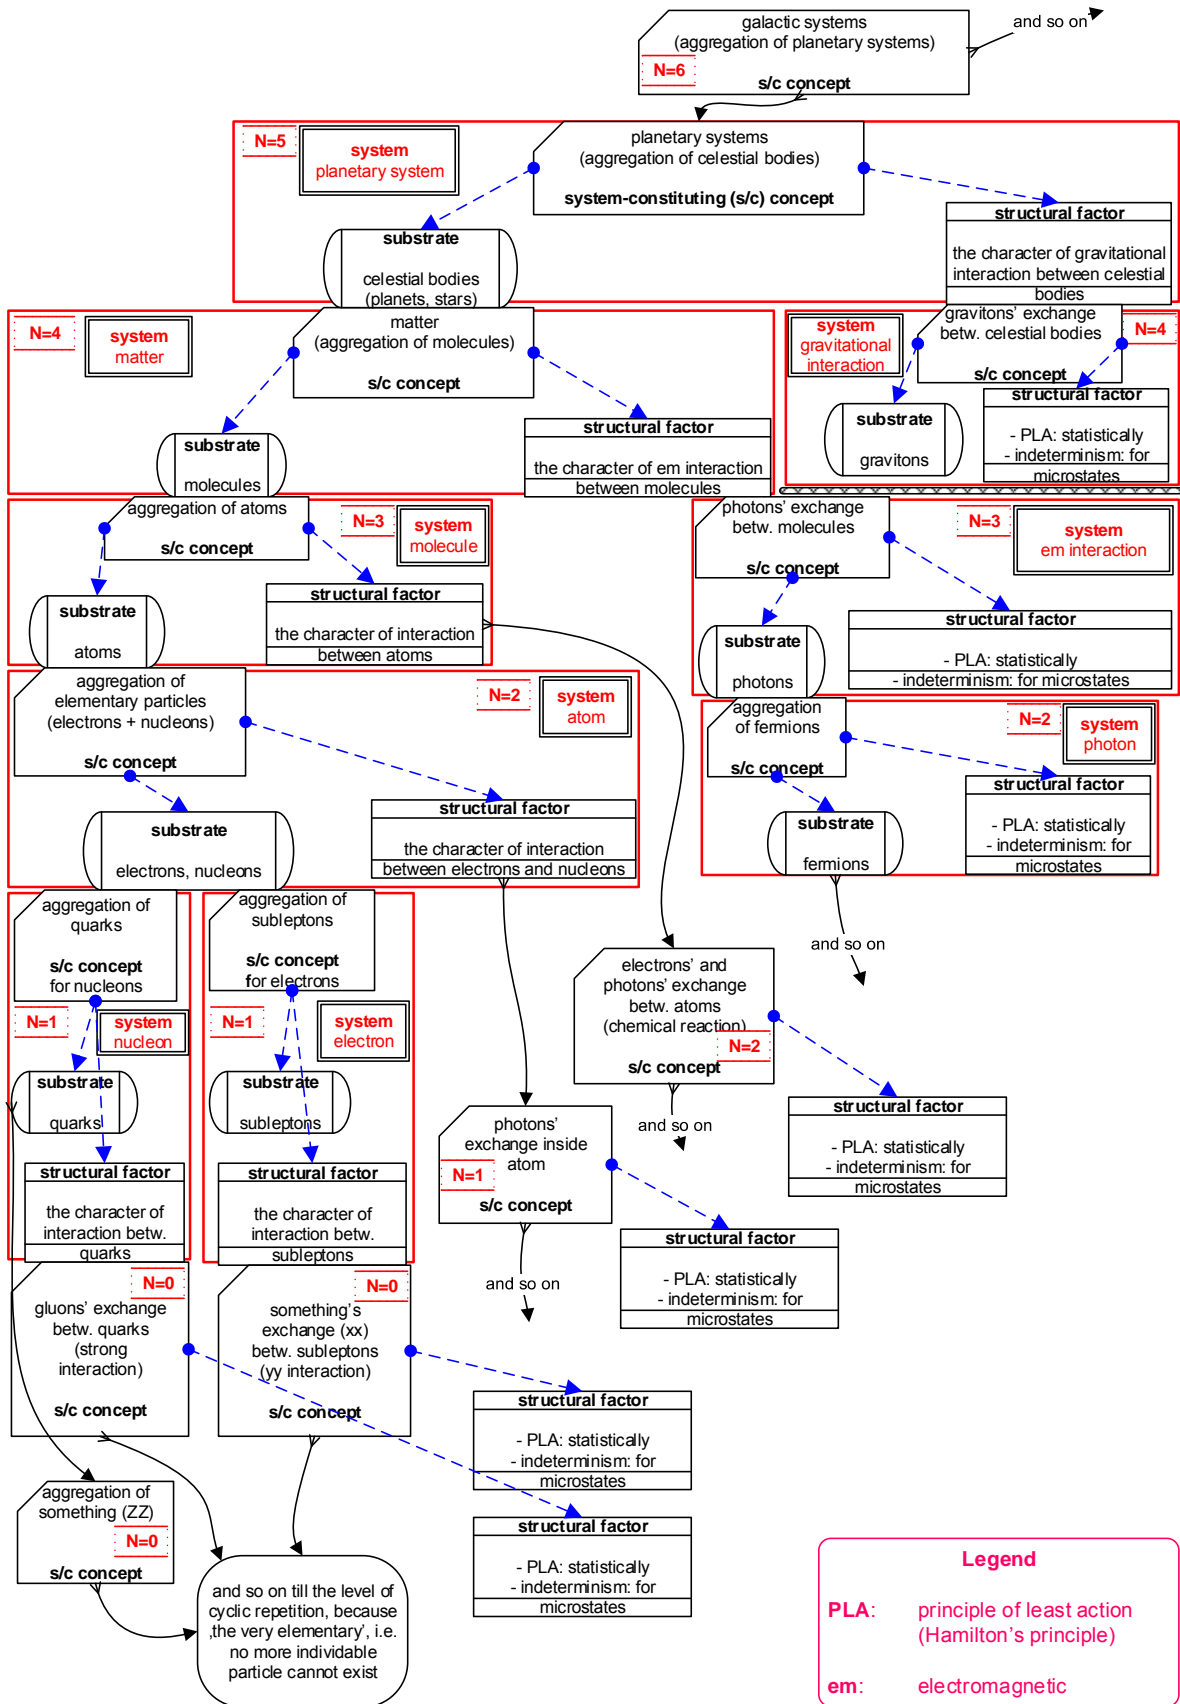 galactic systems
(aggregation of planetary systems)
N=6
s/c concept
and so on
N=5
system
planetary system
planetary systems
(aggregation of celestial bodies)
system-constituting (s/c) concept
substrate
celestial bodies
(planets, stars)
structural factor
the character of gravitational
interaction between celestial
bodies
N=4
system
matter
matter
(aggregation of molecules)
s/c concept
substrate
molecules
structural factor
the character of em interaction
between molecules
system
gravitational
interaction
gravitons' exchange
betw. celestial bodies
s/c concept
N=4
substrate
gravitons
structural factor
- PLA: statistically
- indeterminism: for
microstates
aggregation of atoms
s/c concept
N=3
system
molecule
substrate
atoms
structural factor
the character of interaction
between atoms
photons' exchange
betw. molecules
s/c concept
N=3
system
em interaction
substrate
photons
structural factor
- PLA: statistically
- indeterminism: for microstates
aggregation of
elementary particles
(electrons + nucleons)
s/c concept
N=2
system
atom
substrate
electrons, nucleons
structural factor
the character of interaction
between electrons and nucleons
aggregation
of fermions
s/c concept
N=2
system
photon
substrate
fermions
structural factor
- PLA: statistically
- indeterminism: for
microstates
and so on
aggregation of
quarks
s/c concept
for nucleons
N=1
system
nucleon
substrate
quarks
structural factor
the character of
interaction betw.
quarks
aggregation of
subleptons
s/c concept
for electrons
N=1
system
electron
substrate
subleptons
structural factor
the character of
interaction betw.
subleptons
electrons' and
photons' exchange
betw. atoms
(chemical reaction)
N=2
s/c concept
and so on
structural factor
- PLA: statistically
- indeterminism: for
microstates
photons'
exchange inside
atom
N=1
s/c concept
and so on
structural factor
- PLA: statistically
- indeterminism: for
microstates
N=0
gluons' exchange
betw. quarks
(strong
interaction)
s/c concept
N=0
something's
exchange (xx)
betw. subleptons
(yy interaction)
s/c concept
structural factor
- PLA: statistically
- indeterminism: for
microstates
structural factor
- PLA: statistically
- indeterminism: for
microstates
aggregation of
something (ZZ)
N=0
s/c concept
and so on till the level of
cyclic repetition, because
‚the very elementary', i.e.
no more individable
particle cannot exist
Legend
PLA: principle of least action
(Hamilton's principle)
em: electromagnetic